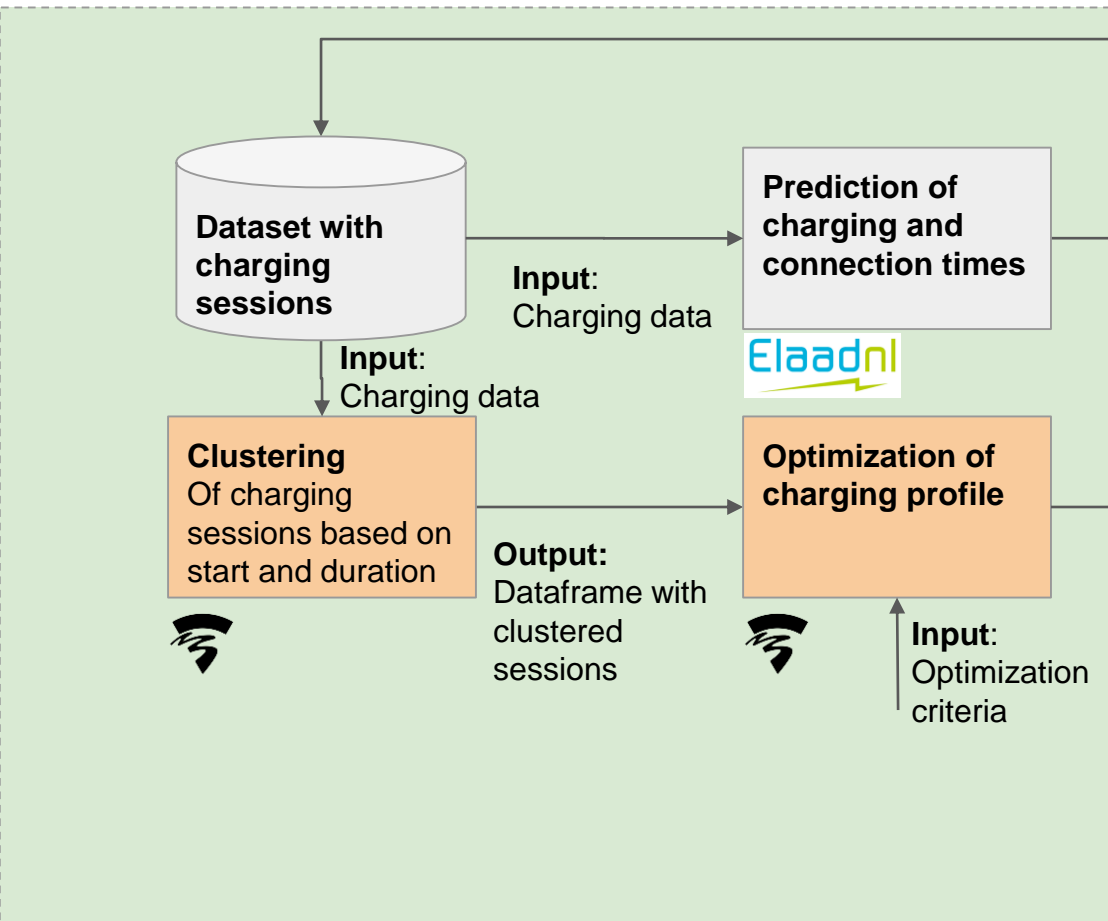 Dataset with
charging
sessions
Input:
Charging data
Prediction of
charging and
connection times
Elaadnl
Input:
Charging data
Clustering
Of charging
sessions based on
start and duration
Output:
Dataframe with
clustered
sessions
Optimization of
charging profile
Input:
Optimization
criteria